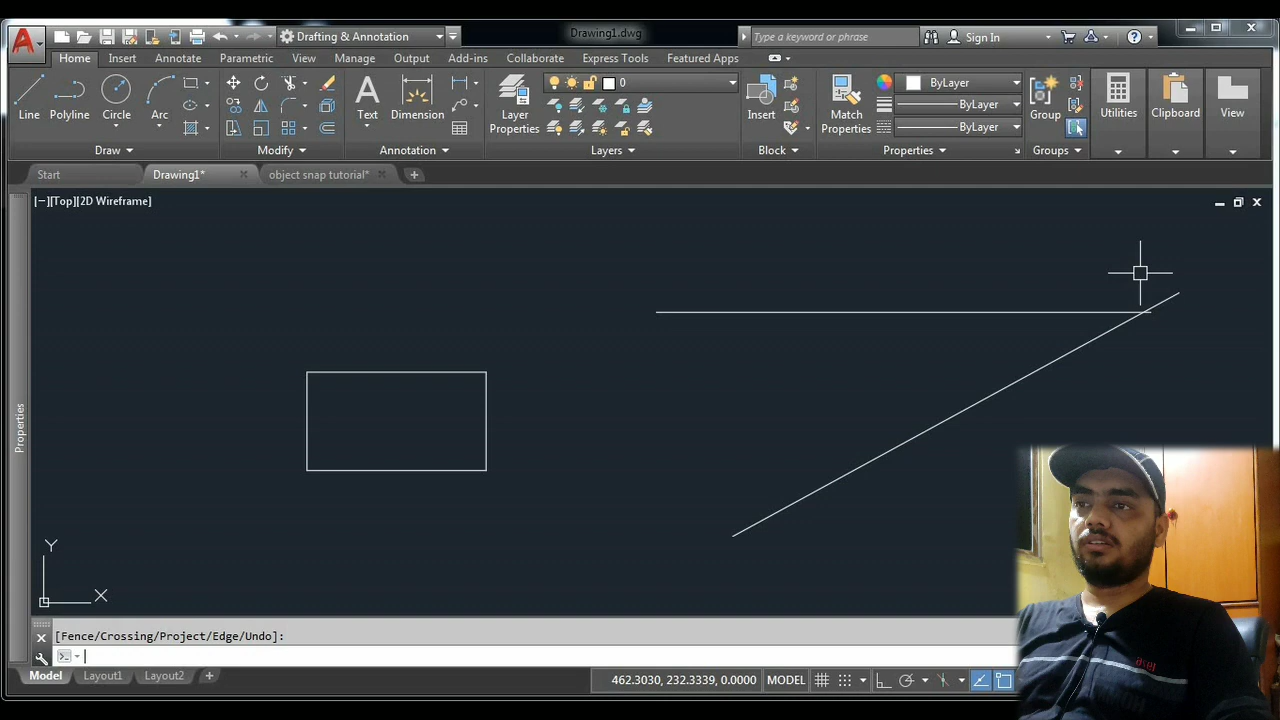 Drafting & Annotation
Drawing1.dwg
Type a keyword or phrase
Sign In
Home Insert Annotate Parametric View Manage Output Add-ins Collaborate Express Tools Featured Apps
Line Polyline Circle Arc
Text Dimension
Layer Properties
0
Insert
Match Properties
ByLayer
ByLayer
ByLayer
Group
Utilities
Clipboard
View
Draw Modify Annotation Layers Block Properties Groups
Start Drawing1* object snap tutorial* +
[−][Top][2D Wireframe]
Properties
Y
X
[Fence/Crossing/Project/Edge/Undo]:
Model Layout1 Layout2 +
462.3030, 232.3339, 0.0000 MODEL